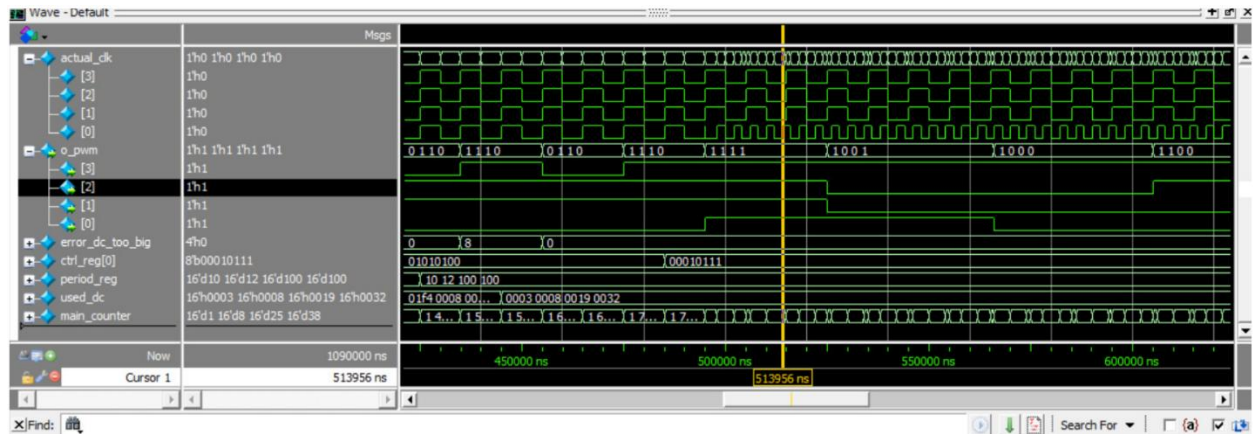 Wave - Default
Msgs
actual_clk 1'h0 1'h0 1'h0 1'h0
[3] 1'h0
[2] 1'h0
[1] 1'h0
[0] 1'h0
o_pwm 1'h1 1'h1 1'h1 1'h1 0110 1110 0110 1110 1111 1001 1000 1100
[3] 1'h1
[2] 1'h1
[1] 1'h1
[0] 1'h1
error_dc_too_big 4'h0 0 8 0
ctrl_reg[0] 8'b00010111 01010100 00010111
period_reg 16'd10 16'd12 16'd100 16'd100 10 12 100 100
used_dc 16'h0003 16'h0008 16'h0019 16'h0032 01f4 0008 00... 0003 0008 0019 0032
main_counter 16'd1 16'd8 16'd25 16'd38 14... 15... 15... 16... 16... 17... 17...
Now 1090000 ns 450000 ns 500000 ns 550000 ns 600000 ns
Cursor 1 513956 ns 513956 ns
Find: Search For {a}